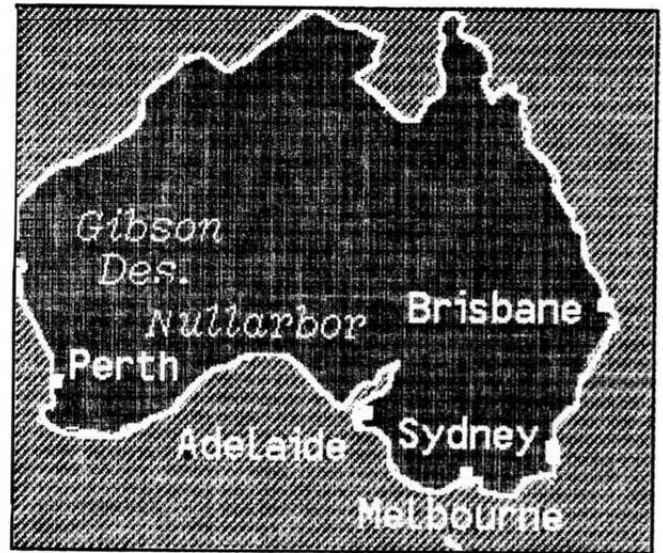 Gibson
Des.
Nullarbor
Brisbane
Perth
Adelaide
Sydney
Melbourne